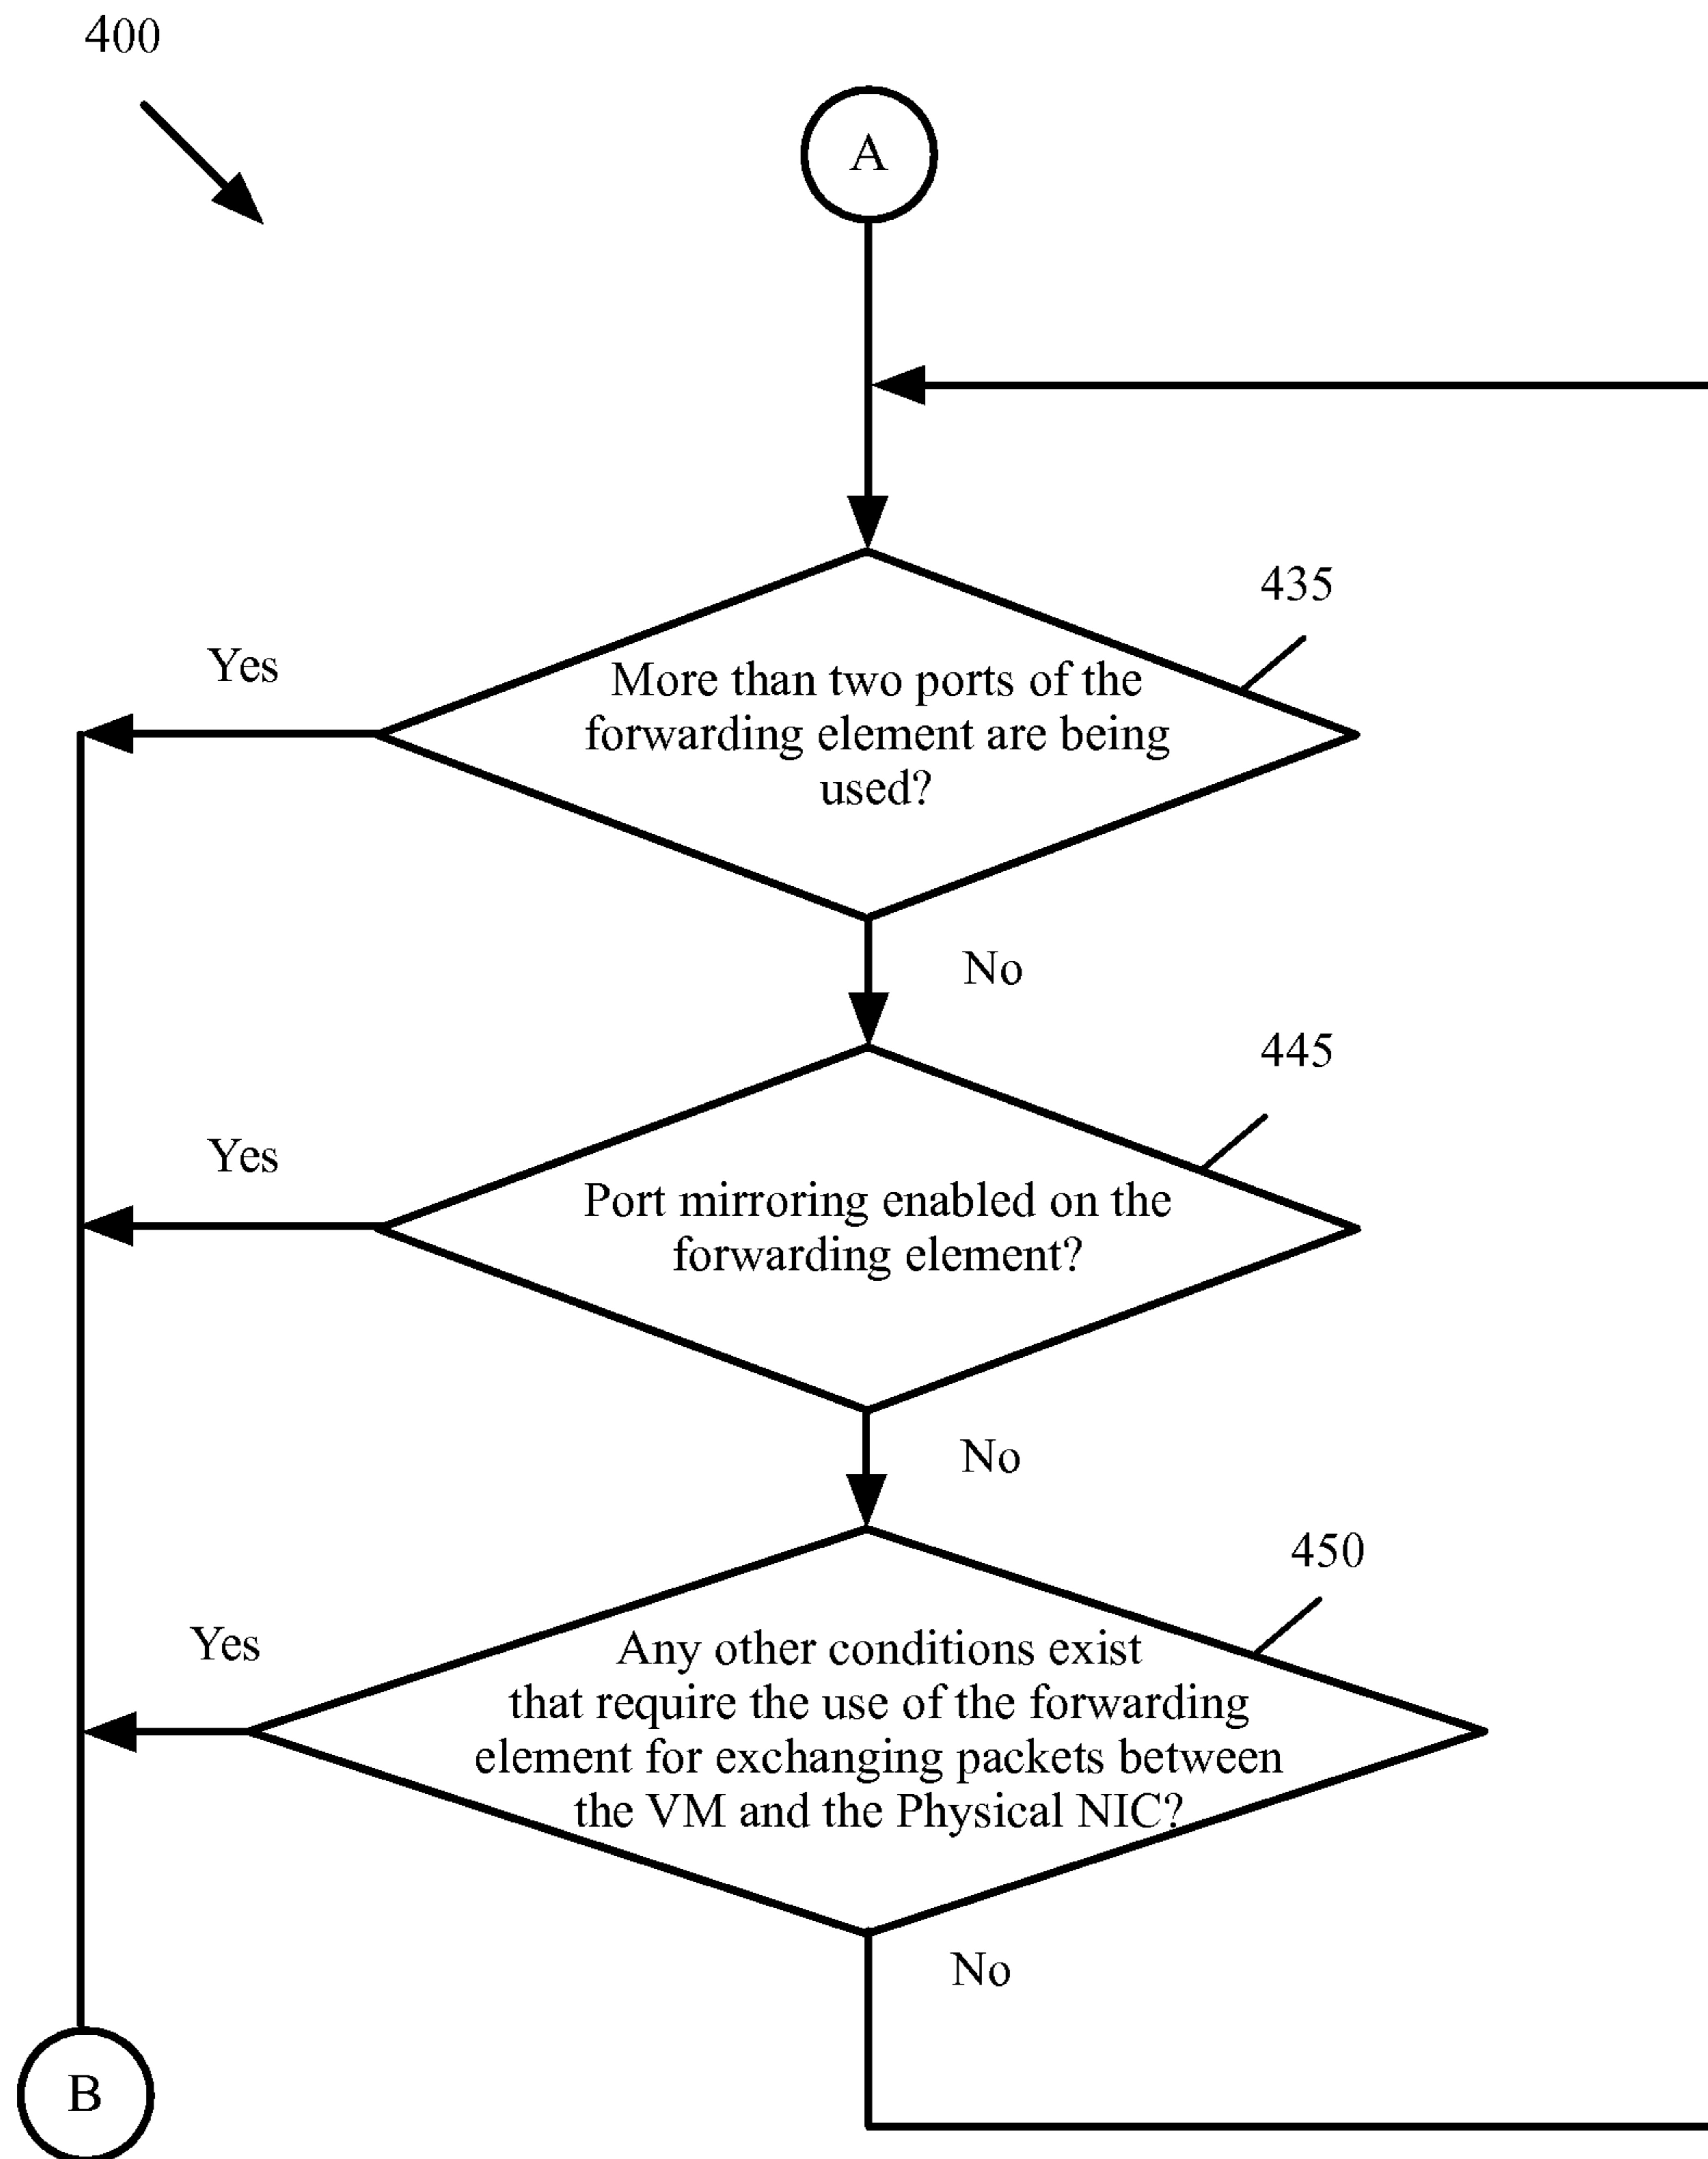 400
A
435
Yes
More than two ports of the
forwarding element are being
used?
No
445
Yes
Port mirroring enabled on the
forwarding element?
No
450
Yes
Any other conditions exist
that require the use of the forwarding
element for exchanging packets between
the VM and the Physical NIC?
No
B